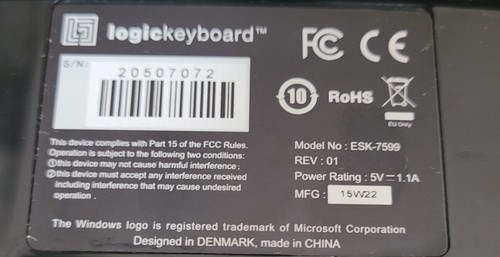 logickeyboard™
FC CE
S/N:
20507072
10 RoHS
EU Only
This device complies with Part 15 of the FCC Rules.
Operation is subject to the following two conditions:
①this device may not cause harmful interference;
②this device must accept any interference received
including interference that may cause undesired
operation.
Model No : ESK-7599
REV : 01
Power Rating : 5V⎓1.1A
MFG : 15W22
The Windows logo is registered trademark of Microsoft Corporation
Designed in DENMARK, made in CHINA